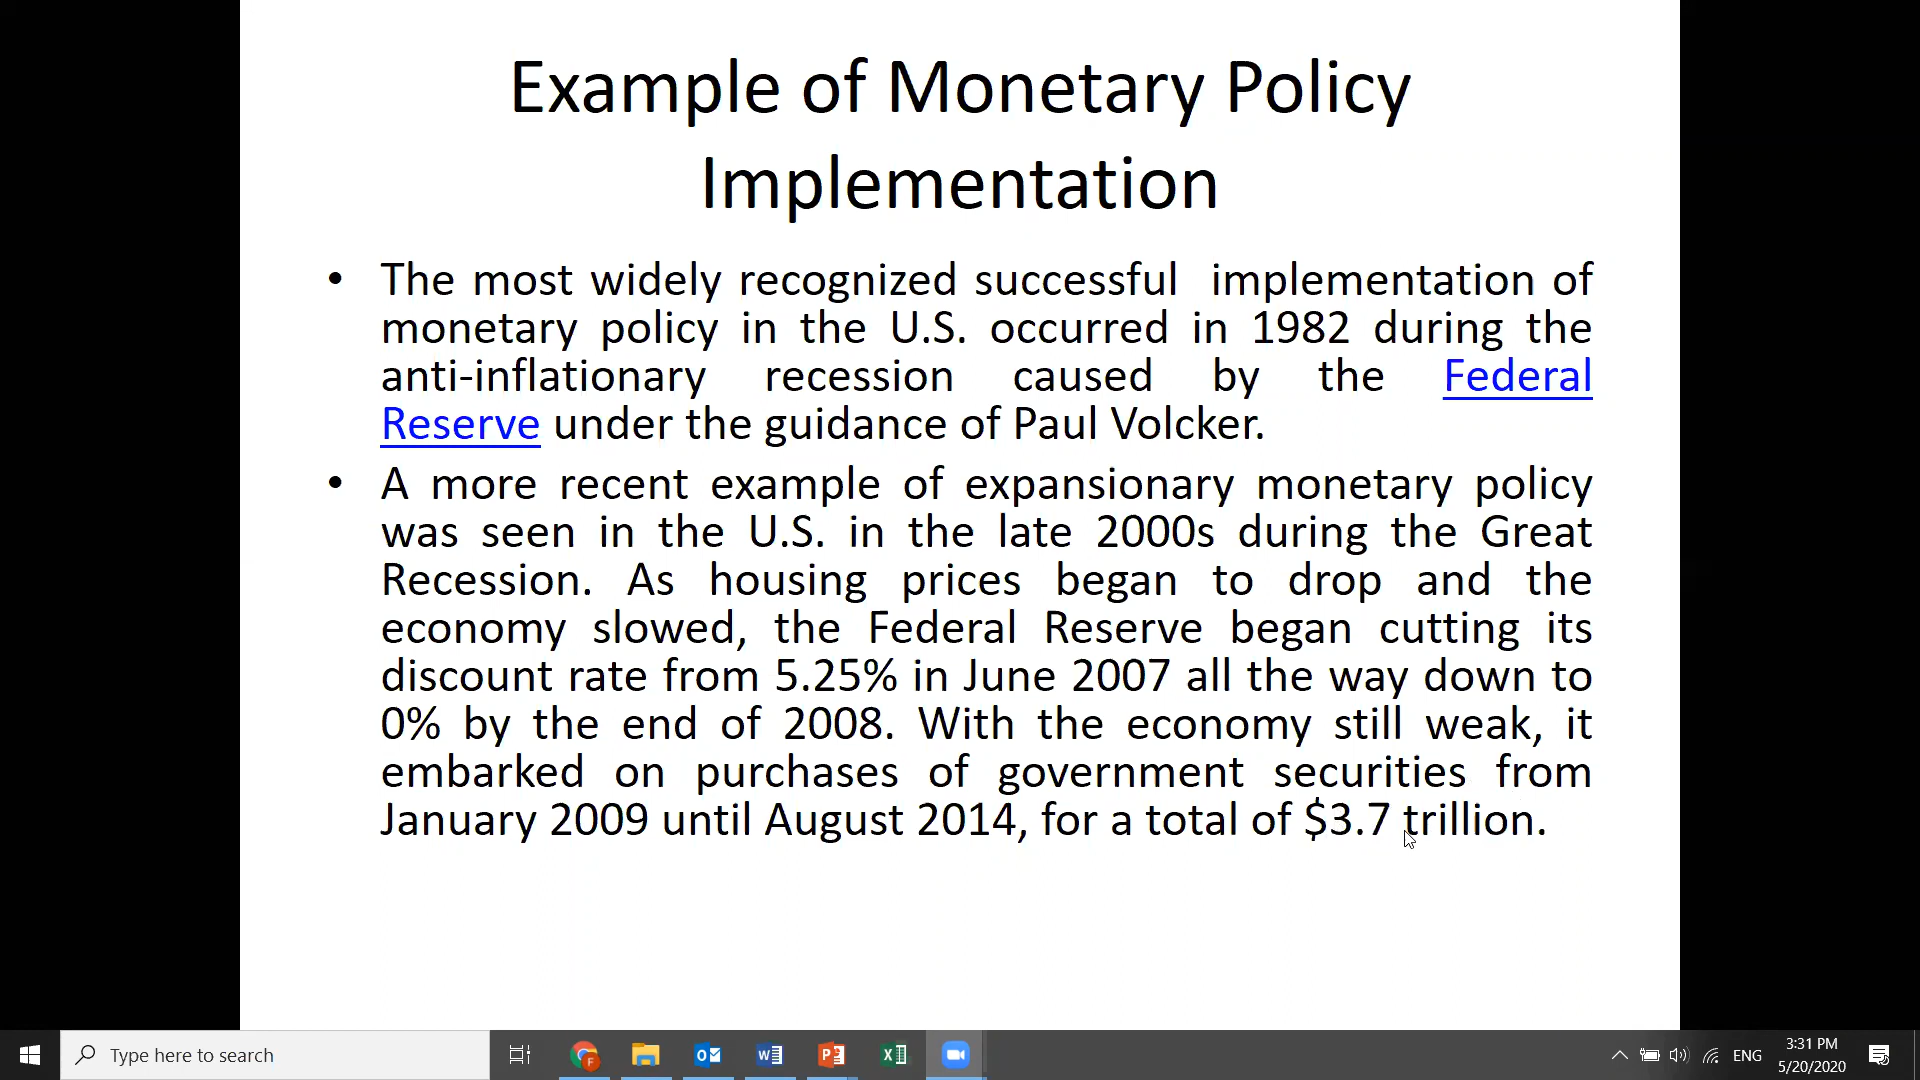 Example of Monetary Policy
Implementation
• The most widely recognized successful implementation of
monetary policy in the U.S. occurred in 1982 during the
anti-inflationary recession caused by the Federal
Reserve under the guidance of Paul Volcker.
• A more recent example of expansionary monetary policy
was seen in the U.S. in the late 2000s during the Great
Recession. As housing prices began to drop and the
economy slowed, the Federal Reserve began cutting its
discount rate from 5.25% in June 2007 all the way down to
0% by the end of 2008. With the economy still weak, it
embarked on purchases of government securities from
January 2009 until August 2014, for a total of $3.7 trillion.
Type here to search
ENG
3:31 PM
5/20/2020